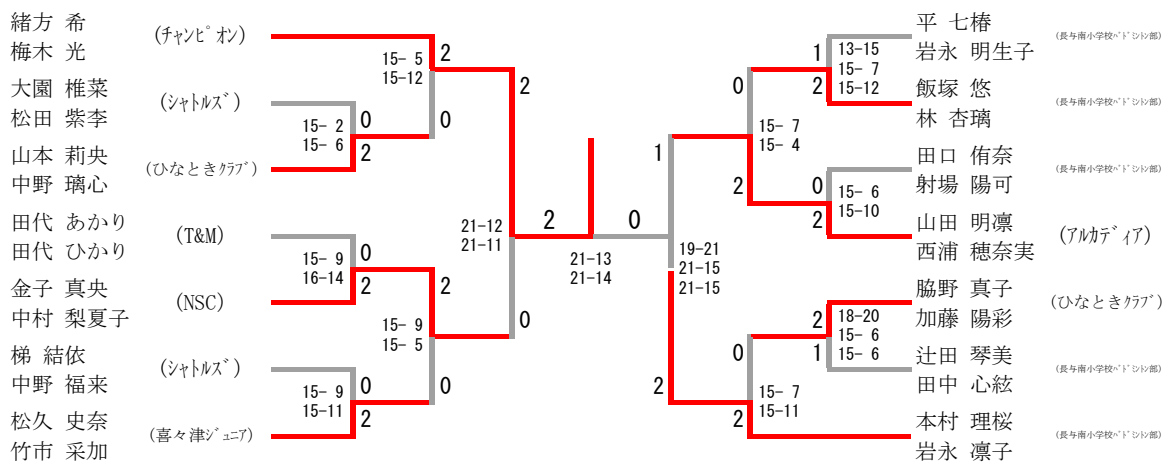 緒方 希
梅木 光
(チャンピオン)
大園 椎菜
松田 紫李
(シャトルズ)
山本 莉央
中野 璃心
(ひなときクラブ)
田代 あかり
田代 ひかり
(T&M)
金子 真央
中村 梨夏子
(NSC)
梯 結依
中野 福来
(シャトルズ)
松久 史奈
竹市 采加
(喜々津ジュニア)
15- 2
15- 6
0
2
15- 9
16-14
0
2
15- 9
15-11
0
2
15- 5
15-12
2
0
15- 9
15- 5
2
0
21-12
21-11
2
0
2
0
21-13
21-14
19-21
21-15
21-15
1
2
15- 7
15- 4
0
2
15- 7
15-11
0
2
13-15
15- 7
15-12
1
2
15- 6
15-10
0
2
18-20
15- 6
15- 6
2
1
平 七椿
岩永 明生子
(長与南小学校バドミントン部)
飯塚 悠
林 杏璃
(長与南小学校バドミントン部)
田口 侑奈
射場 陽可
(長与南小学校バドミントン部)
山田 明凛
西浦 穂奈実
(アルカディア)
脇野 真子
加藤 陽彩
(ひなときクラブ)
辻田 琴美
田中 心絃
(長与南小学校バドミントン部)
本村 理桜
岩永 凛子
(長与南小学校バドミントン部)